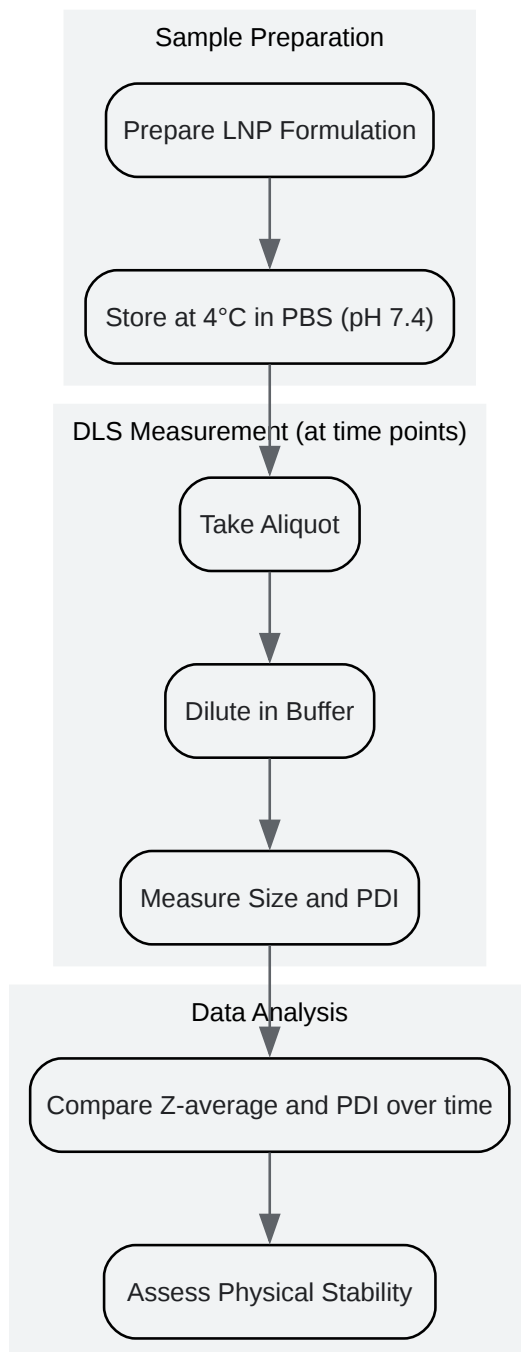 Sample Preparation
Prepare LNP Formulation
Store at 4°C in PBS (pH 7.4)
DLS Measurement (at time points)
Take Aliquot
Dilute in Buffer
Measure Size and PDI
Data Analysis
Compare Z-average and PDI over time
Assess Physical Stability